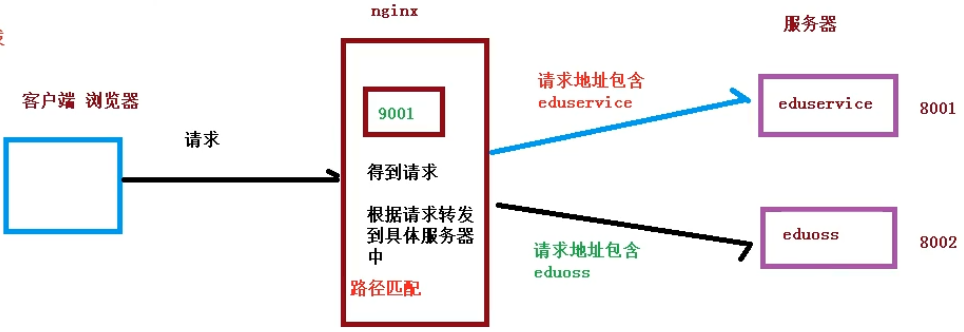 nginx
服务器
客户端 浏览器
请求
9001
得到请求
根据请求转发
到具体服务器
中
路径匹配
请求地址包含
eduservice
eduservice
8001
请求地址包含
eduoss
eduoss
8002